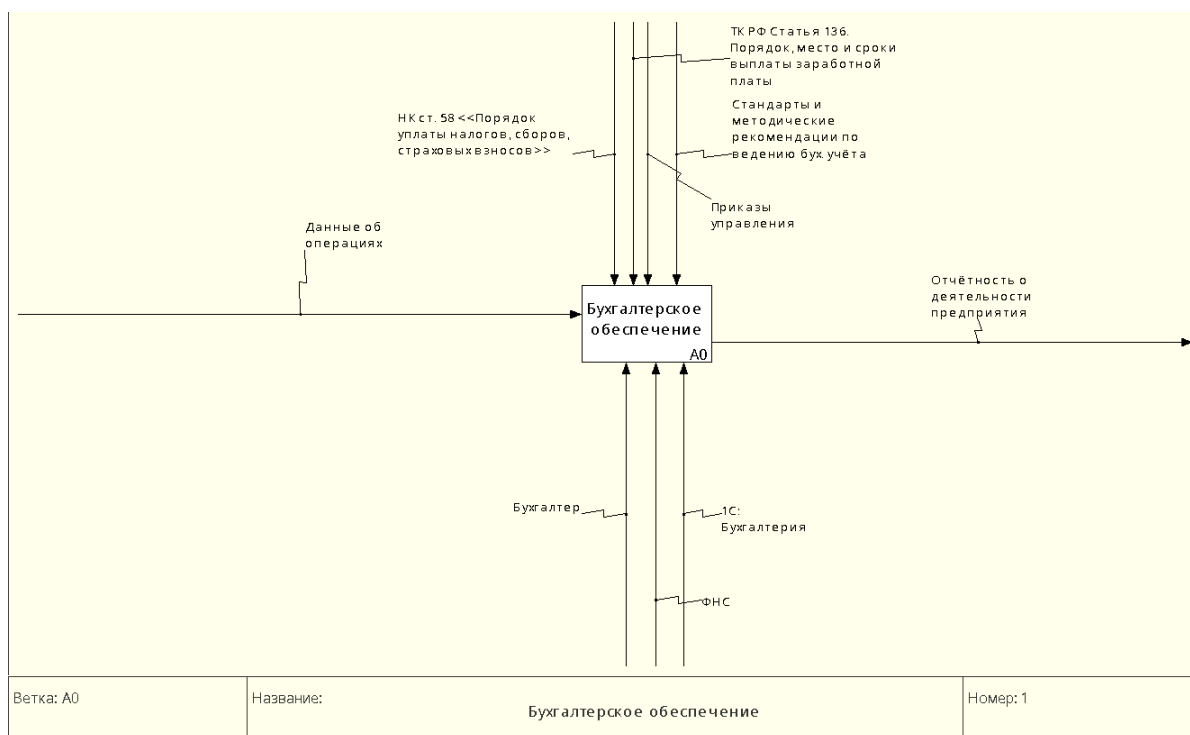 ТК РФ Статья 136.
Порядок, место и сроки
выплаты заработной
платы
Стандарты и
методические
рекомендации по
ведению бух. учёта
НК ст. 58 <<Порядок
уплаты налогов, сборов,
страховых взносов>>
Приказы
управления
Данные об
операциях
Отчётность о
деятельности
предприятия
Бухгалтерское
обеспечение
A0
Бухгалтер
1С:
Бухгалтерия
ФНС
Ветка: A0
Название:
Бухгалтерское обеспечение
Номер: 1